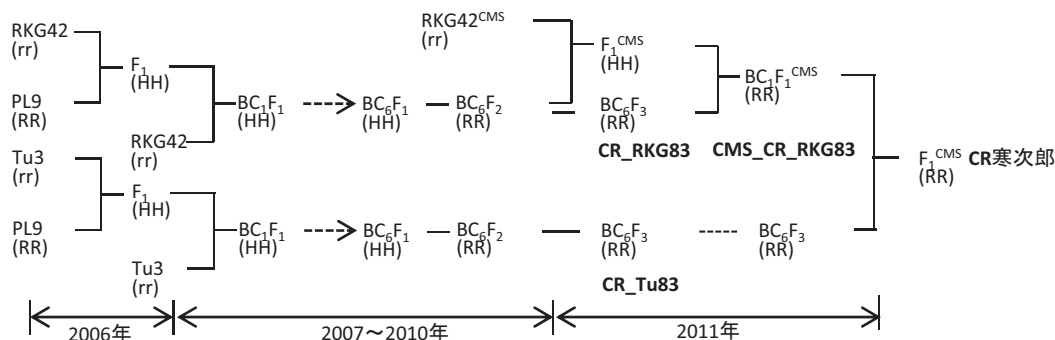 RKG42
(rr)
PL9
(RR)
F1
(HH)
RKG42
(rr)
BC1F1
(HH)
BC6F1
(HH)
BC6F2
(RR)
RKG42CMS
(rr)
F1CMS
(HH)
BC6F3
(RR)
CR_RKG83
BC1F1CMS
(RR)
CMS_CR_RKG83
Tu3
(rr)
PL9
(RR)
F1
(HH)
Tu3
(rr)
BC1F1
(HH)
BC6F1
(HH)
BC6F2
(RR)
BC6F3
(RR)
CR_Tu83
BC6F3
(RR)
F1CMS CR寒次郎
(RR)
2006年
2007～2010年
2011年